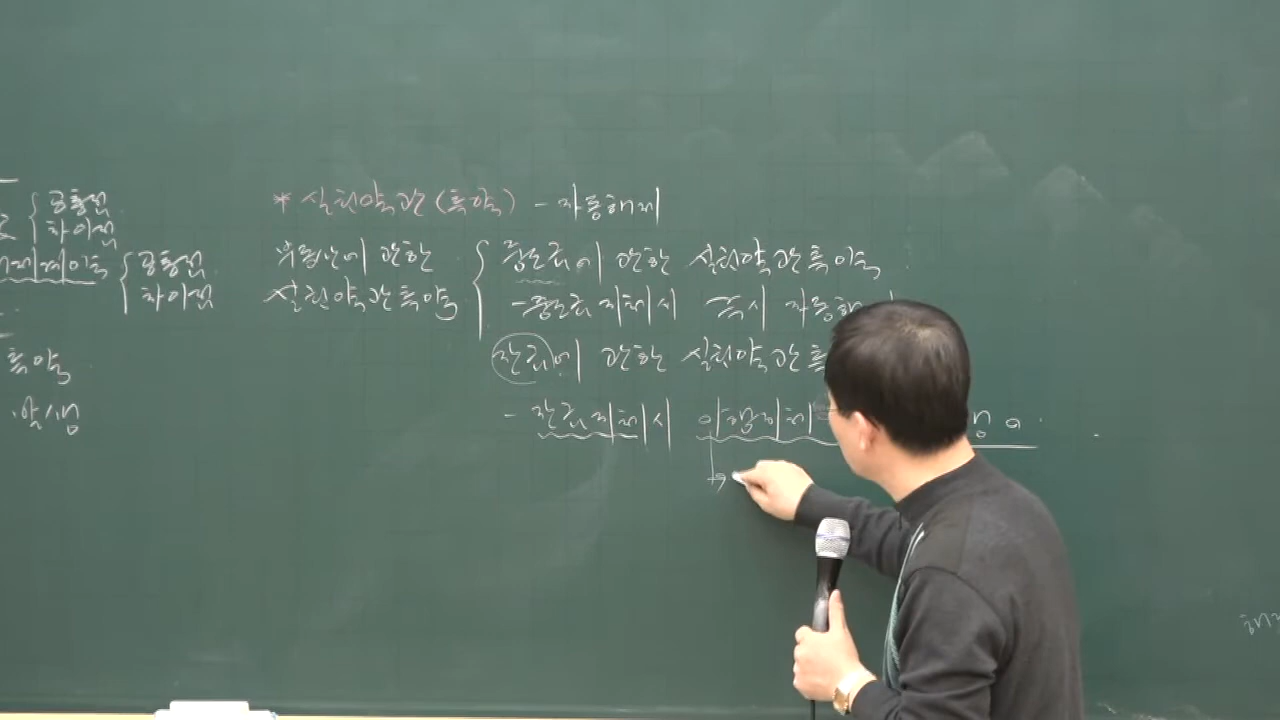 * 실권약관(특약) - 자동해제
부동산에 관한
실권약관특약
중도금에 관한 실권약관특약
- 중도금 지체시 즉시 자동해
잔금에 관한 실권약관특
- 잔금지체시 이행지체
공통점
차이점
공통점
차이점
특약